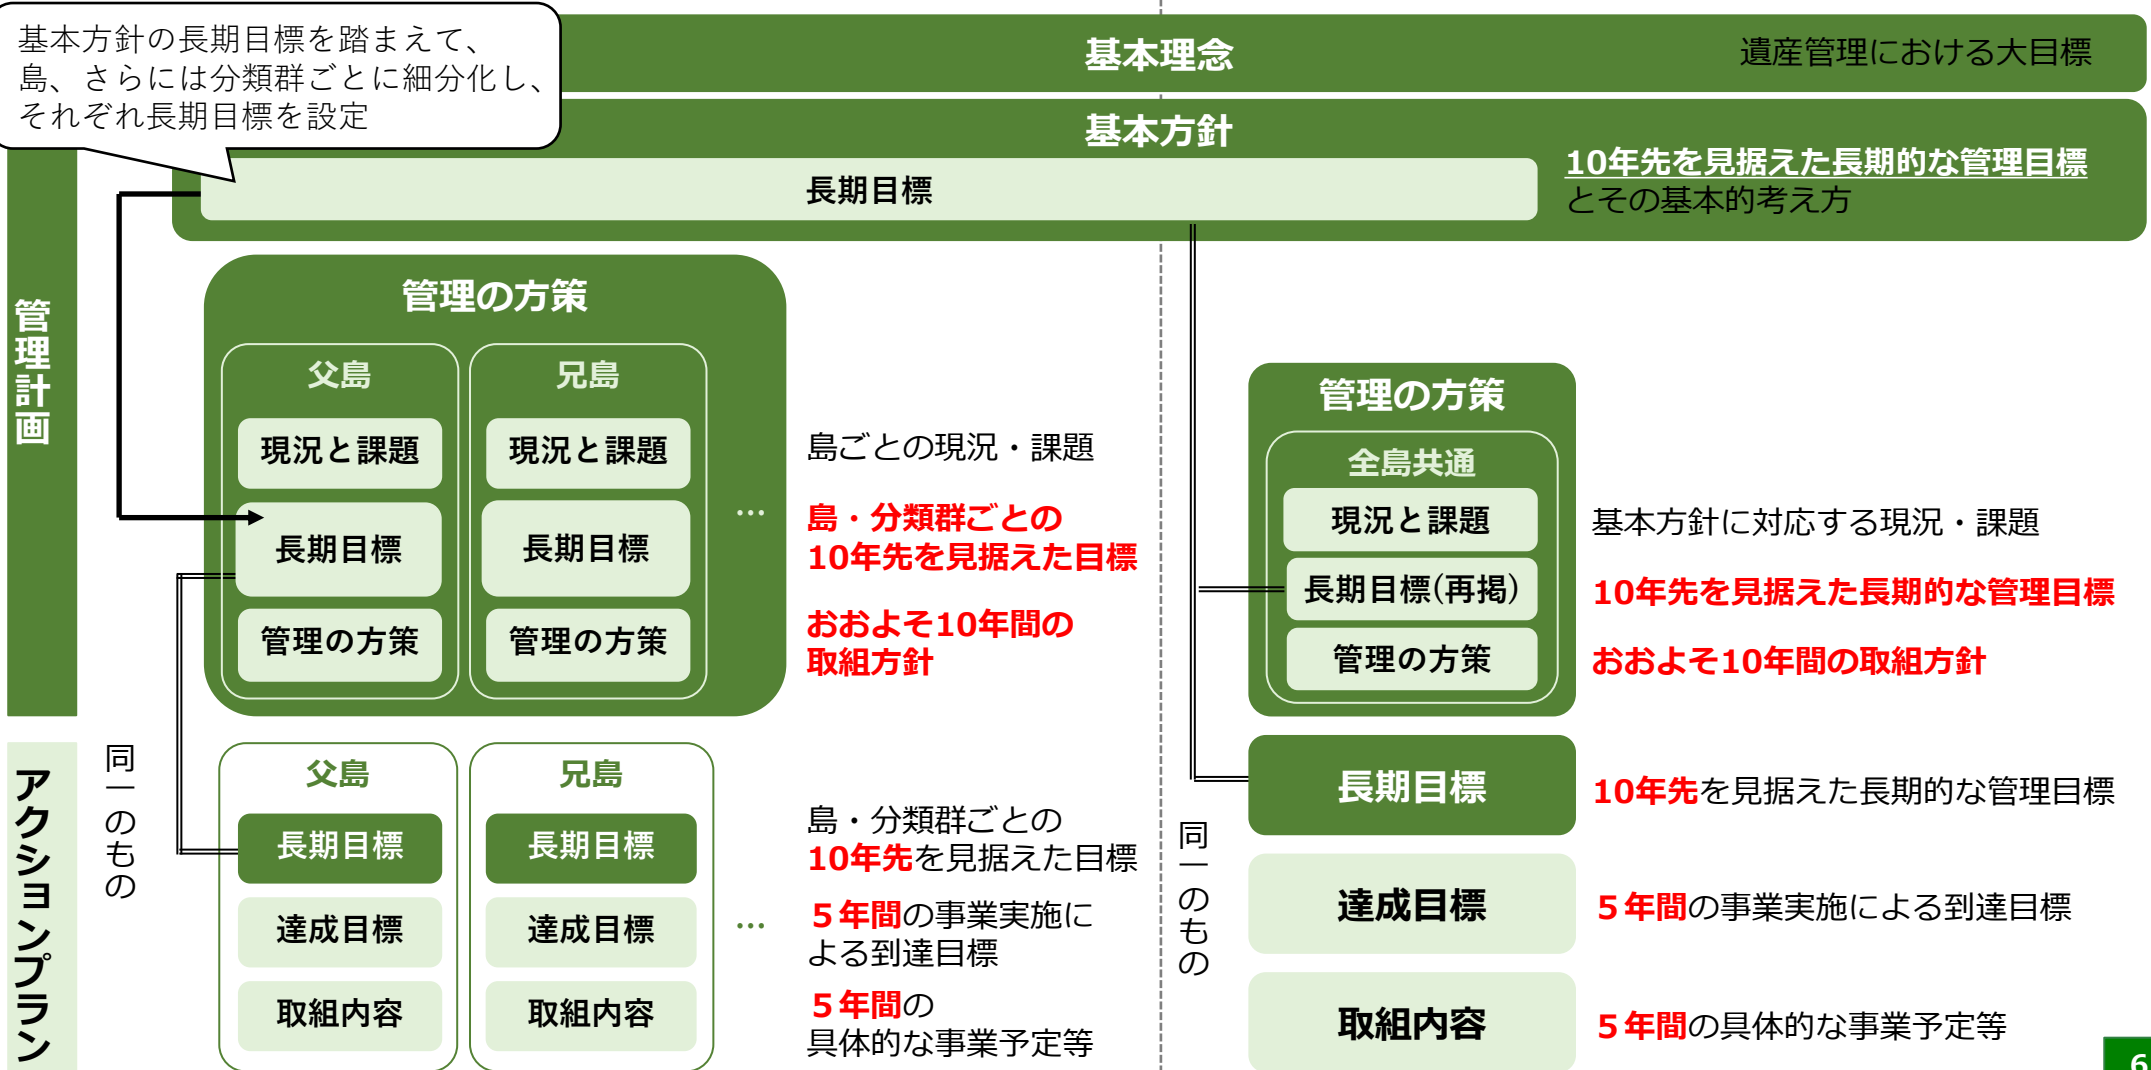 基本方針の長期目標を踏まえて、
島、さらには分類群ごとに細分化し、
それぞれ長期目標を設定
基本理念
遺産管理における大目標
基本方針
長期目標
10年先を見据えた長期的な管理目標
とその基本的考え方
管理計画
管理の方策
父島
現況と課題
長期目標
管理の方策
兄島
現況と課題
長期目標
管理の方策
…
島ごとの現況・課題
島・分類群ごとの
10年先を見据えた目標
おおよそ10年間の
取組方針
管理の方策
全島共通
現況と課題
長期目標(再掲)
管理の方策
基本方針に対応する現況・課題
10年先を見据えた長期的な管理目標
おおよそ10年間の取組方針
アクションプラン
同一のもの
父島
長期目標
達成目標
取組内容
兄島
長期目標
達成目標
取組内容
…
島・分類群ごとの
10年先を見据えた目標
５年間の事業実施に
よる到達目標
５年間の
具体的な事業予定等
同一のもの
長期目標
達成目標
取組内容
10年先を見据えた長期的な管理目標
５年間の事業実施による到達目標
５年間の具体的な事業予定等
6